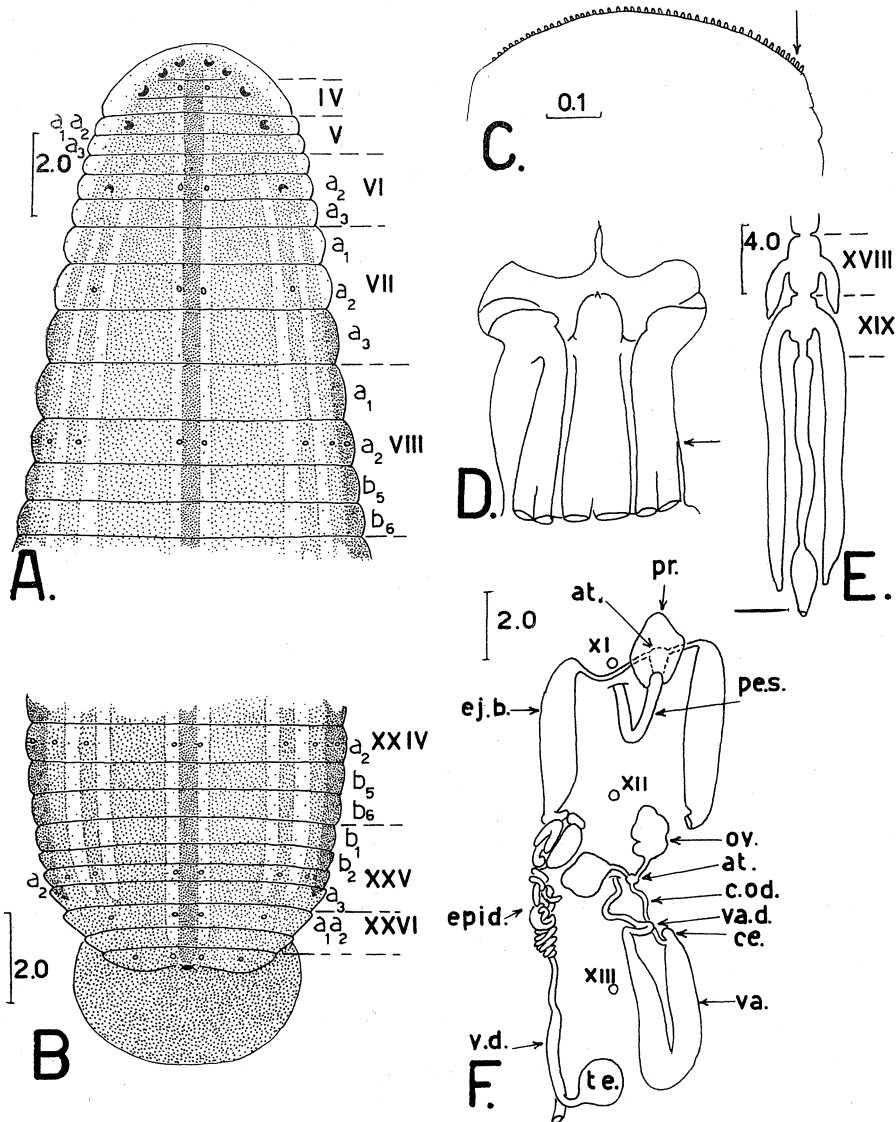 IV
V
a1a2
a3
2.0
a2 VI
a3
a1
a2 VII
a3
a1
a2 VIII
b5
b6
A.
0.1
C.
D.
4.0
XVIII
XIX
E.
a2 XXIV
b5
b6
b1
b2 XXV
a2
a3
a1a2 XXVI
2.0
B
2.0
pr.
at.
XI
ej.b.
pe.s.
XII
ov.
at.
c.od.
va.d.
ce.
epid.
XIII
va.
v.d.
te.
F.